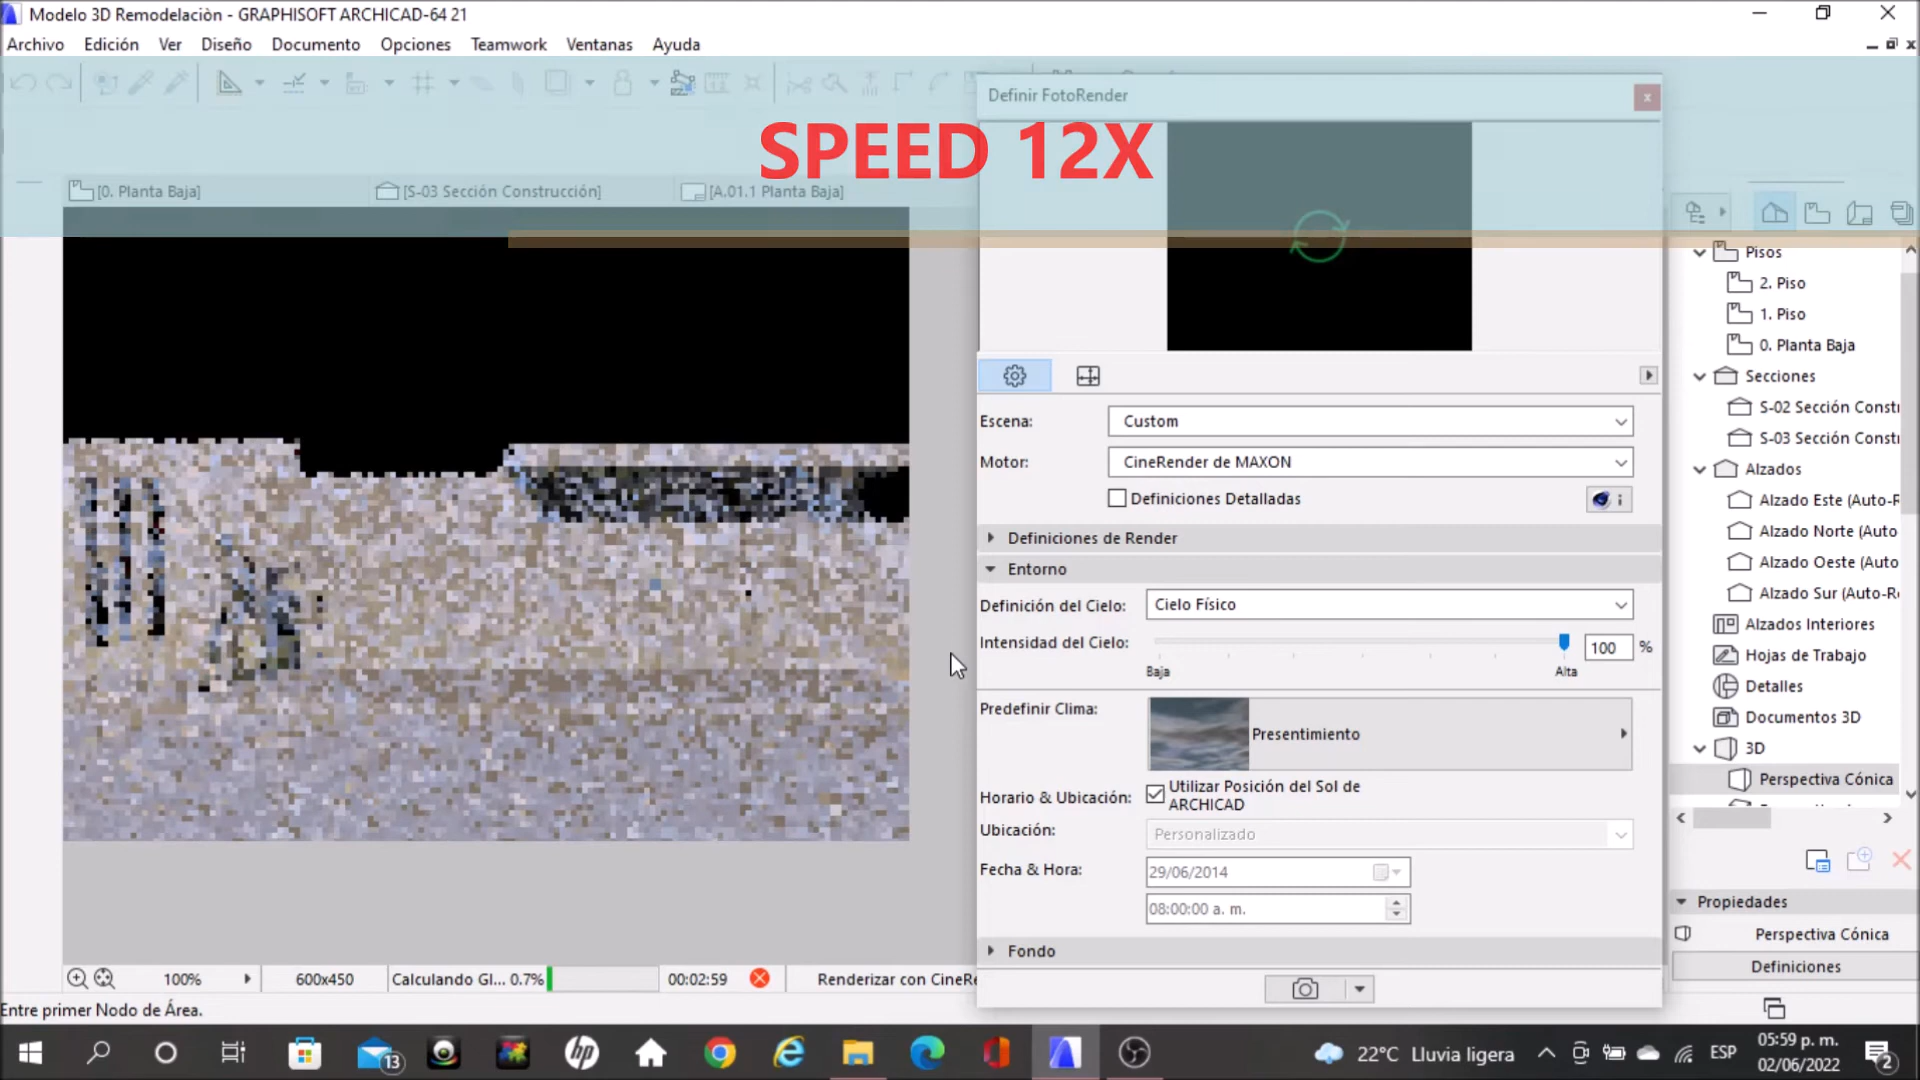 Modelo 3D Remodelaciòn - GRAPHISOFT ARCHICAD-64 21
Archivo Edición Ver Diseño Documento Opciones Teamwork Ventanas Ayuda
Definir FotoRender
SPEED 12X
[0. Planta Baja] [S-03 Sección Construcción] [A.01.1 Planta Baja]
Escena: Custom
Motor: CineRender de MAXON
Definiciones Detalladas
Definiciones de Render
Entorno
Definición del Cielo: Cielo Físico
Intensidad del Cielo: 100 %
Baja Alta
Predefinir Clima: Presentimiento
Horario & Ubicación: Utilizar Posición del Sol de
ARCHICAD
Ubicación: Personalizado
Fecha & Hora: 29/06/2014
08:00:00 a. m.
Fondo
Pisos
2. Piso
1. Piso
0. Planta Baja
Secciones
S-02 Sección Constr
S-03 Sección Constr
Alzados
Alzado Este (Auto-R
Alzado Norte (Auto
Alzado Oeste (Auto
Alzado Sur (Auto-Re
Alzados Interiores
Hojas de Trabajo
Detalles
Documentos 3D
3D
Perspectiva Cónica
Propiedades
Perspectiva Cónica
Definiciones
100% 600x450 Calculando GI... 0.7% 00:02:59 Renderizar con CineRe
Entre primer Nodo de Área.
13 22°C Lluvia ligera ESP 05:59 p. m.
02/06/2022 2